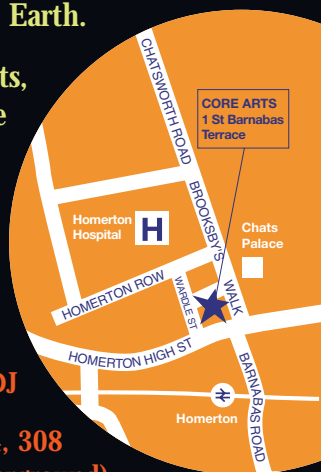 Earth.
CHATSWORTH ROAD
CORE ARTS
1 St Barnabas
Terrace
BROOKSBY'S
WALK
Homerton
Hospital
H
Chats
Palace
HOMERTON ROW
WARDLE ST
HOMERTON HIGH ST
BARNABAS ROAD
Homerton
DJ
308